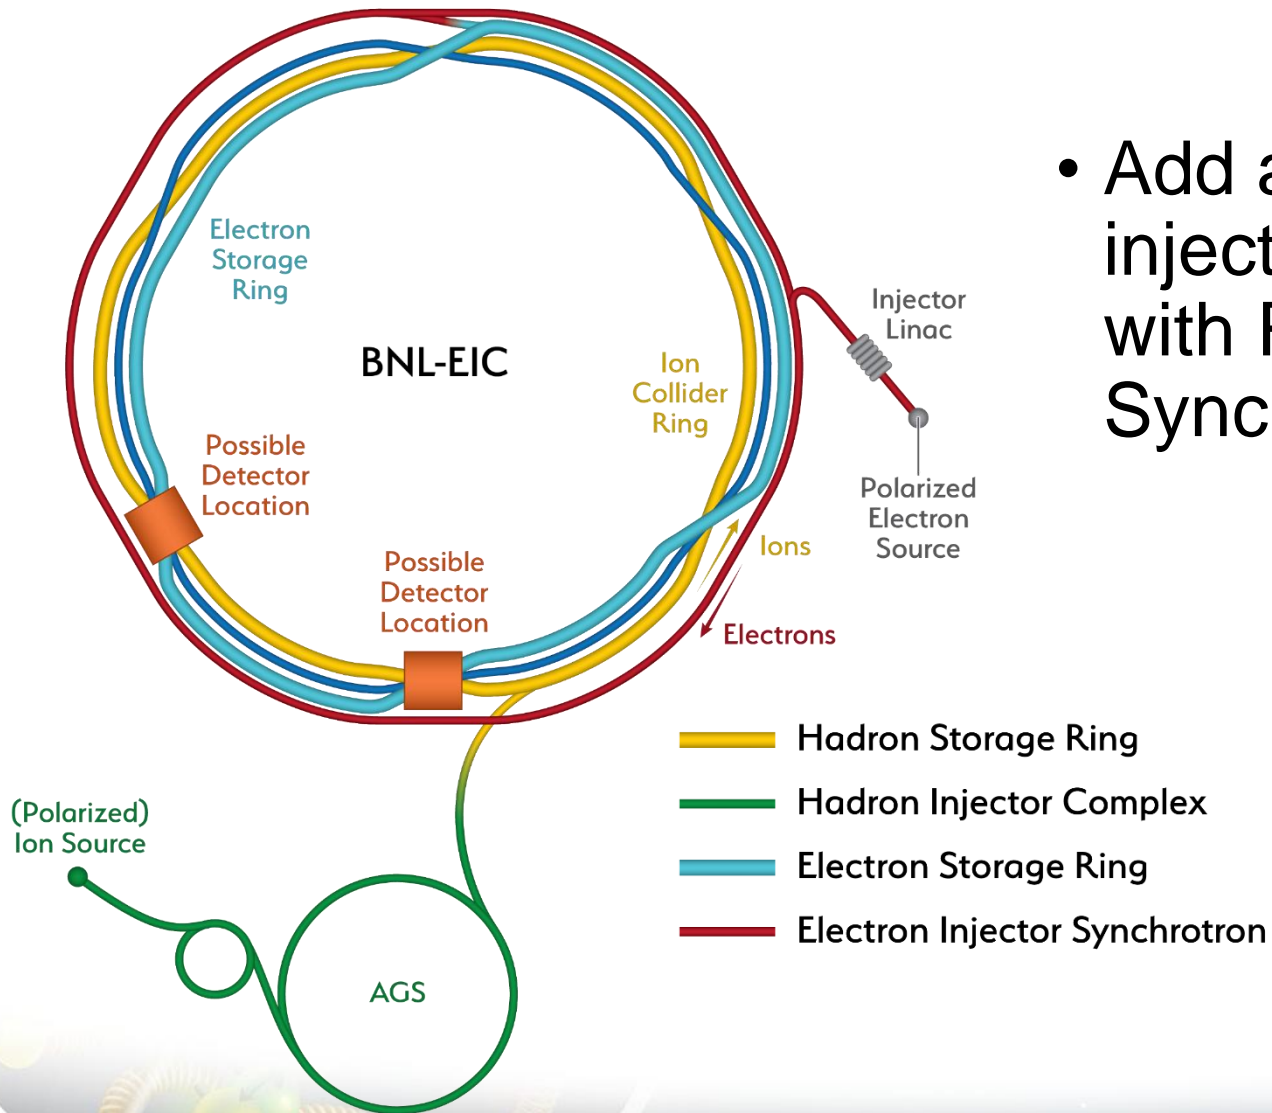 Electron
Storage
Ring
BNL-EIC
Ion
Collider
Ring
Injector
Linac
Polarized
Electron
Source
Possible
Detector
Location
Possible
Detector
Location
Ions
Electrons
(Polarized)
Ion Source
AGS
Hadron Storage Ring
Hadron Injector Complex
Electron Storage Ring
Electron Injector Synchrotron
• Add
inject
with
Sync